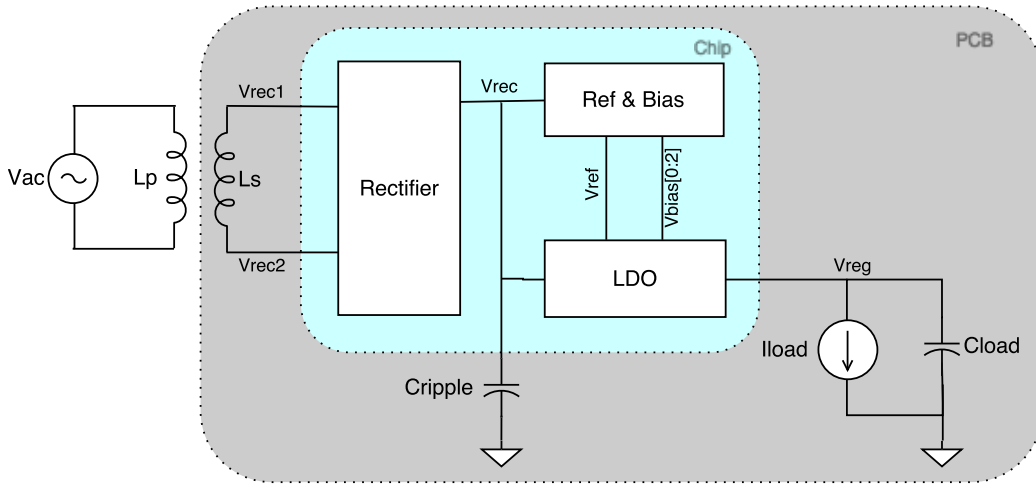 PCB
Chip
Vrec1
Vrec
Ref & Bias
Vac
Lp
Ls
Rectifier
Vref
Vbias[0:2]
Vrec2
LDO
Vreg
Iload
Cload
Cripple